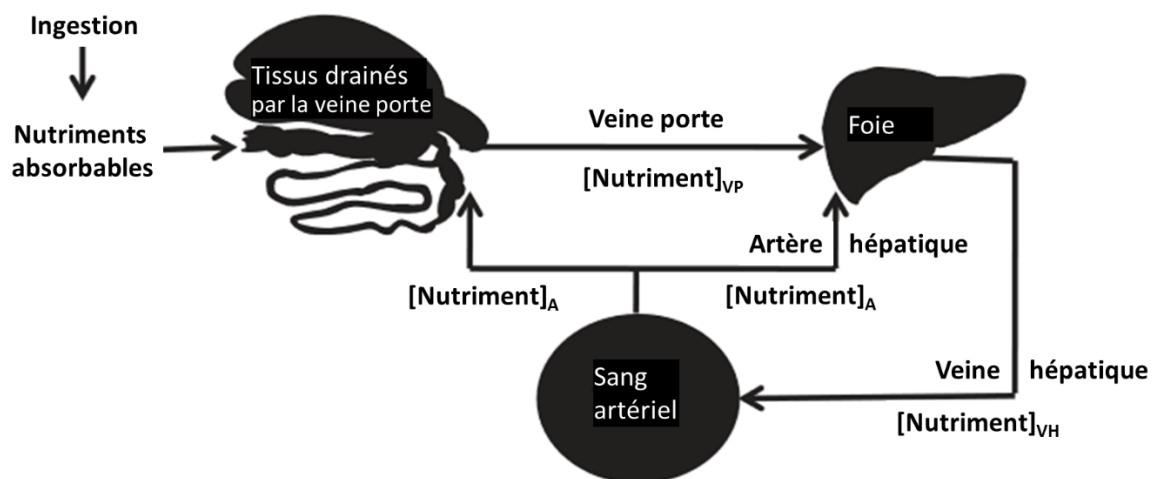 Ingestion
Nutriments
absorbables
Tissus drainés
par la veine porte
Veine porte
[Nutriment]VP
Foie
Artère hépatique
[Nutriment]A
[Nutriment]A
Sang
artériel
Veine hépatique
[Nutriment]VH